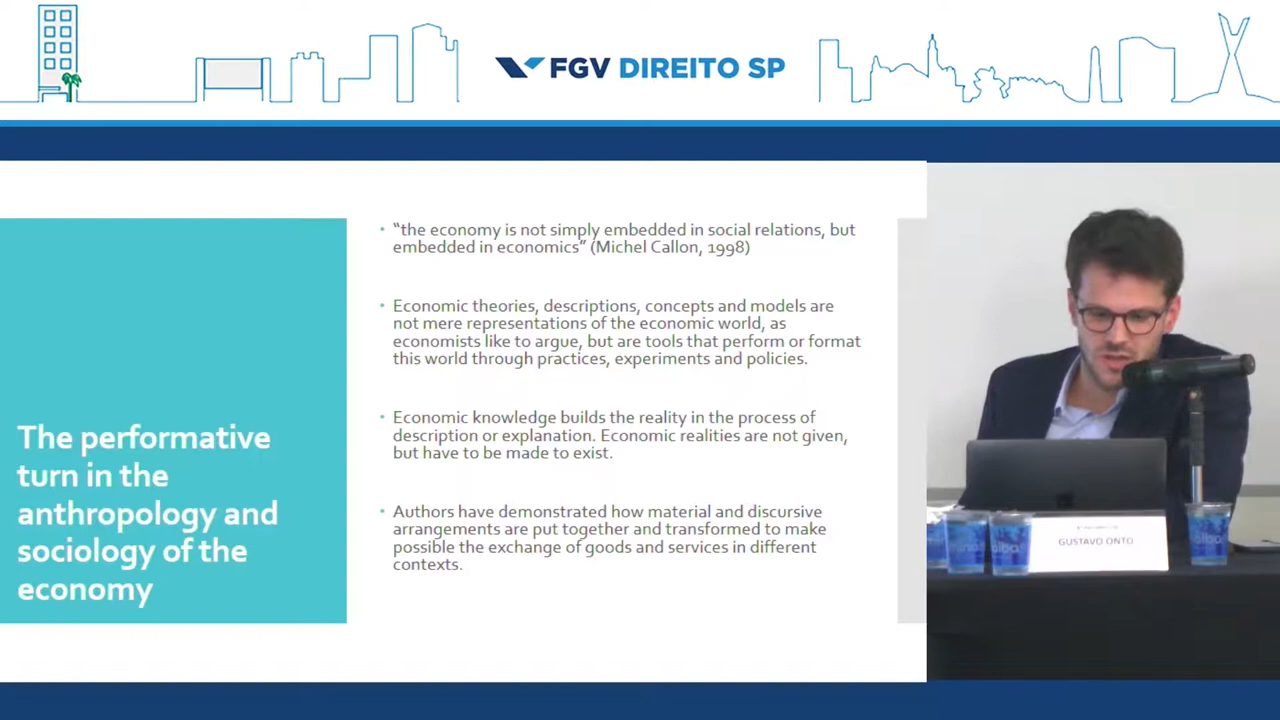 FGV DIREITO SP
The performative
turn in the
anthropology and
sociology of the
economy
• “the economy is not simply embedded in social relations, but
embedded in economics” (Michel Callon, 1998)
• Economic theories, descriptions, concepts and models are
not mere representations of the economic world, as
economists like to argue, but are tools that perform or format
this world through practices, experiments and policies.
• Economic knowledge builds the reality in the process of
description or explanation. Economic realities are not given,
but have to be made to exist.
• Authors have demonstrated how material and discursive
arrangements are put together and transformed to make
possible the exchange of goods and services in different
contexts.
GUSTAVO ONTO